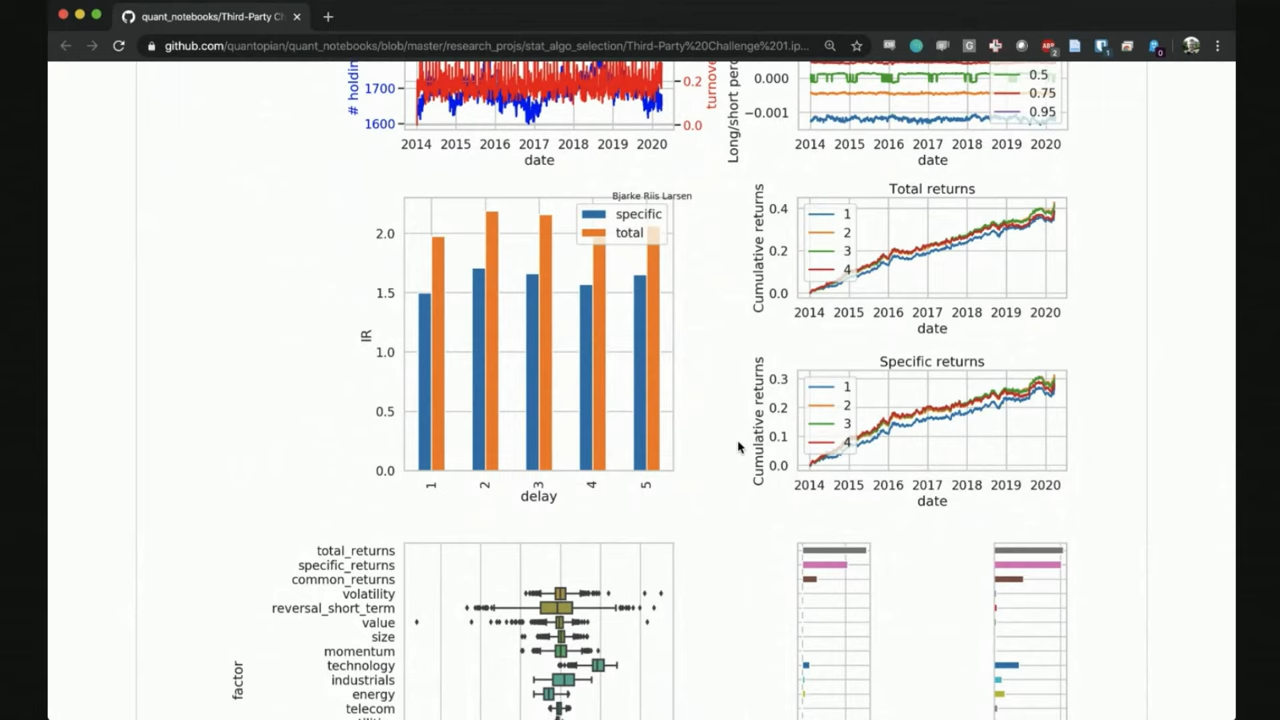 quant_notebooks/Third-Party Ch
github.com/quantopian/quant_notebooks/blob/master/research_projs/stat_algo_selection/Third-Party%20Challenge%201.ip...
# holdin
1700
1600
0.2
0.0
turnove
2014 2015 2016 2017 2018 2019 2020
date
Long/short perc
0.000
−0.001
0.5
0.75
0.95
2014 2015 2016 2017 2018 2019 2020
date
Bjarke Riis Larsen
specific
total
IR
2.0
1.5
1.0
0.5
0.0
1 2 3 4 5
delay
Total returns
Cumulative returns
0.4
0.2
0.0
1
2
3
4
2014 2015 2016 2017 2018 2019 2020
date
Specific returns
Cumulative returns
0.3
0.2
0.1
0.0
1
2
3
4
2014 2015 2016 2017 2018 2019 2020
date
factor
total_returns
specific_returns
common_returns
volatility
reversal_short_term
value
size
momentum
technology
industrials
energy
telecom